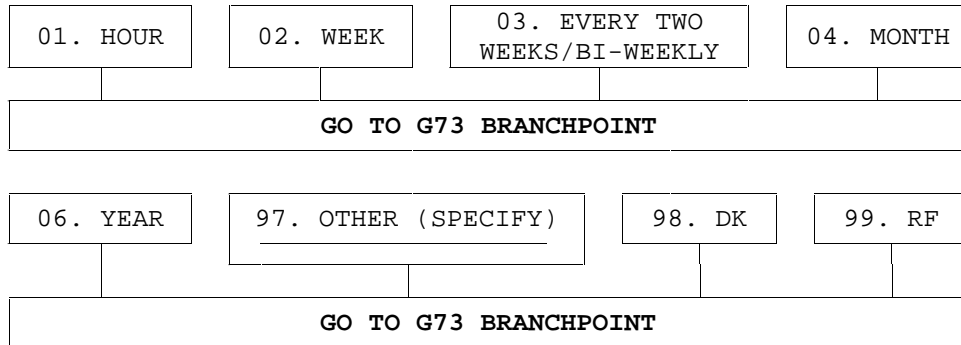 01. HOUR
02. WEEK
03. EVERY TWO
WEEKS/BI-WEEKLY
04. MONTH
GO TO G73 BRANCHPOINT
06. YEAR
97. OTHER (SPECIFY)
98. DK
99. RF
GO TO G73 BRANCHPOINT